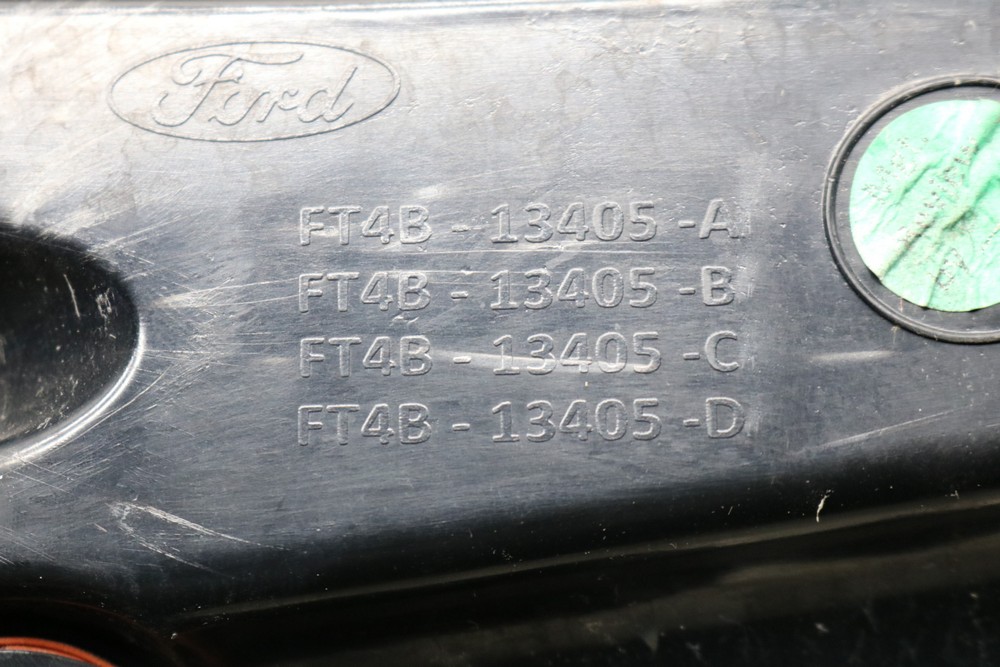 Ford
FT4B - 13405 -A
FT4B - 13405 -B
FT4B - 13405 -C
FT4B - 13405 -D